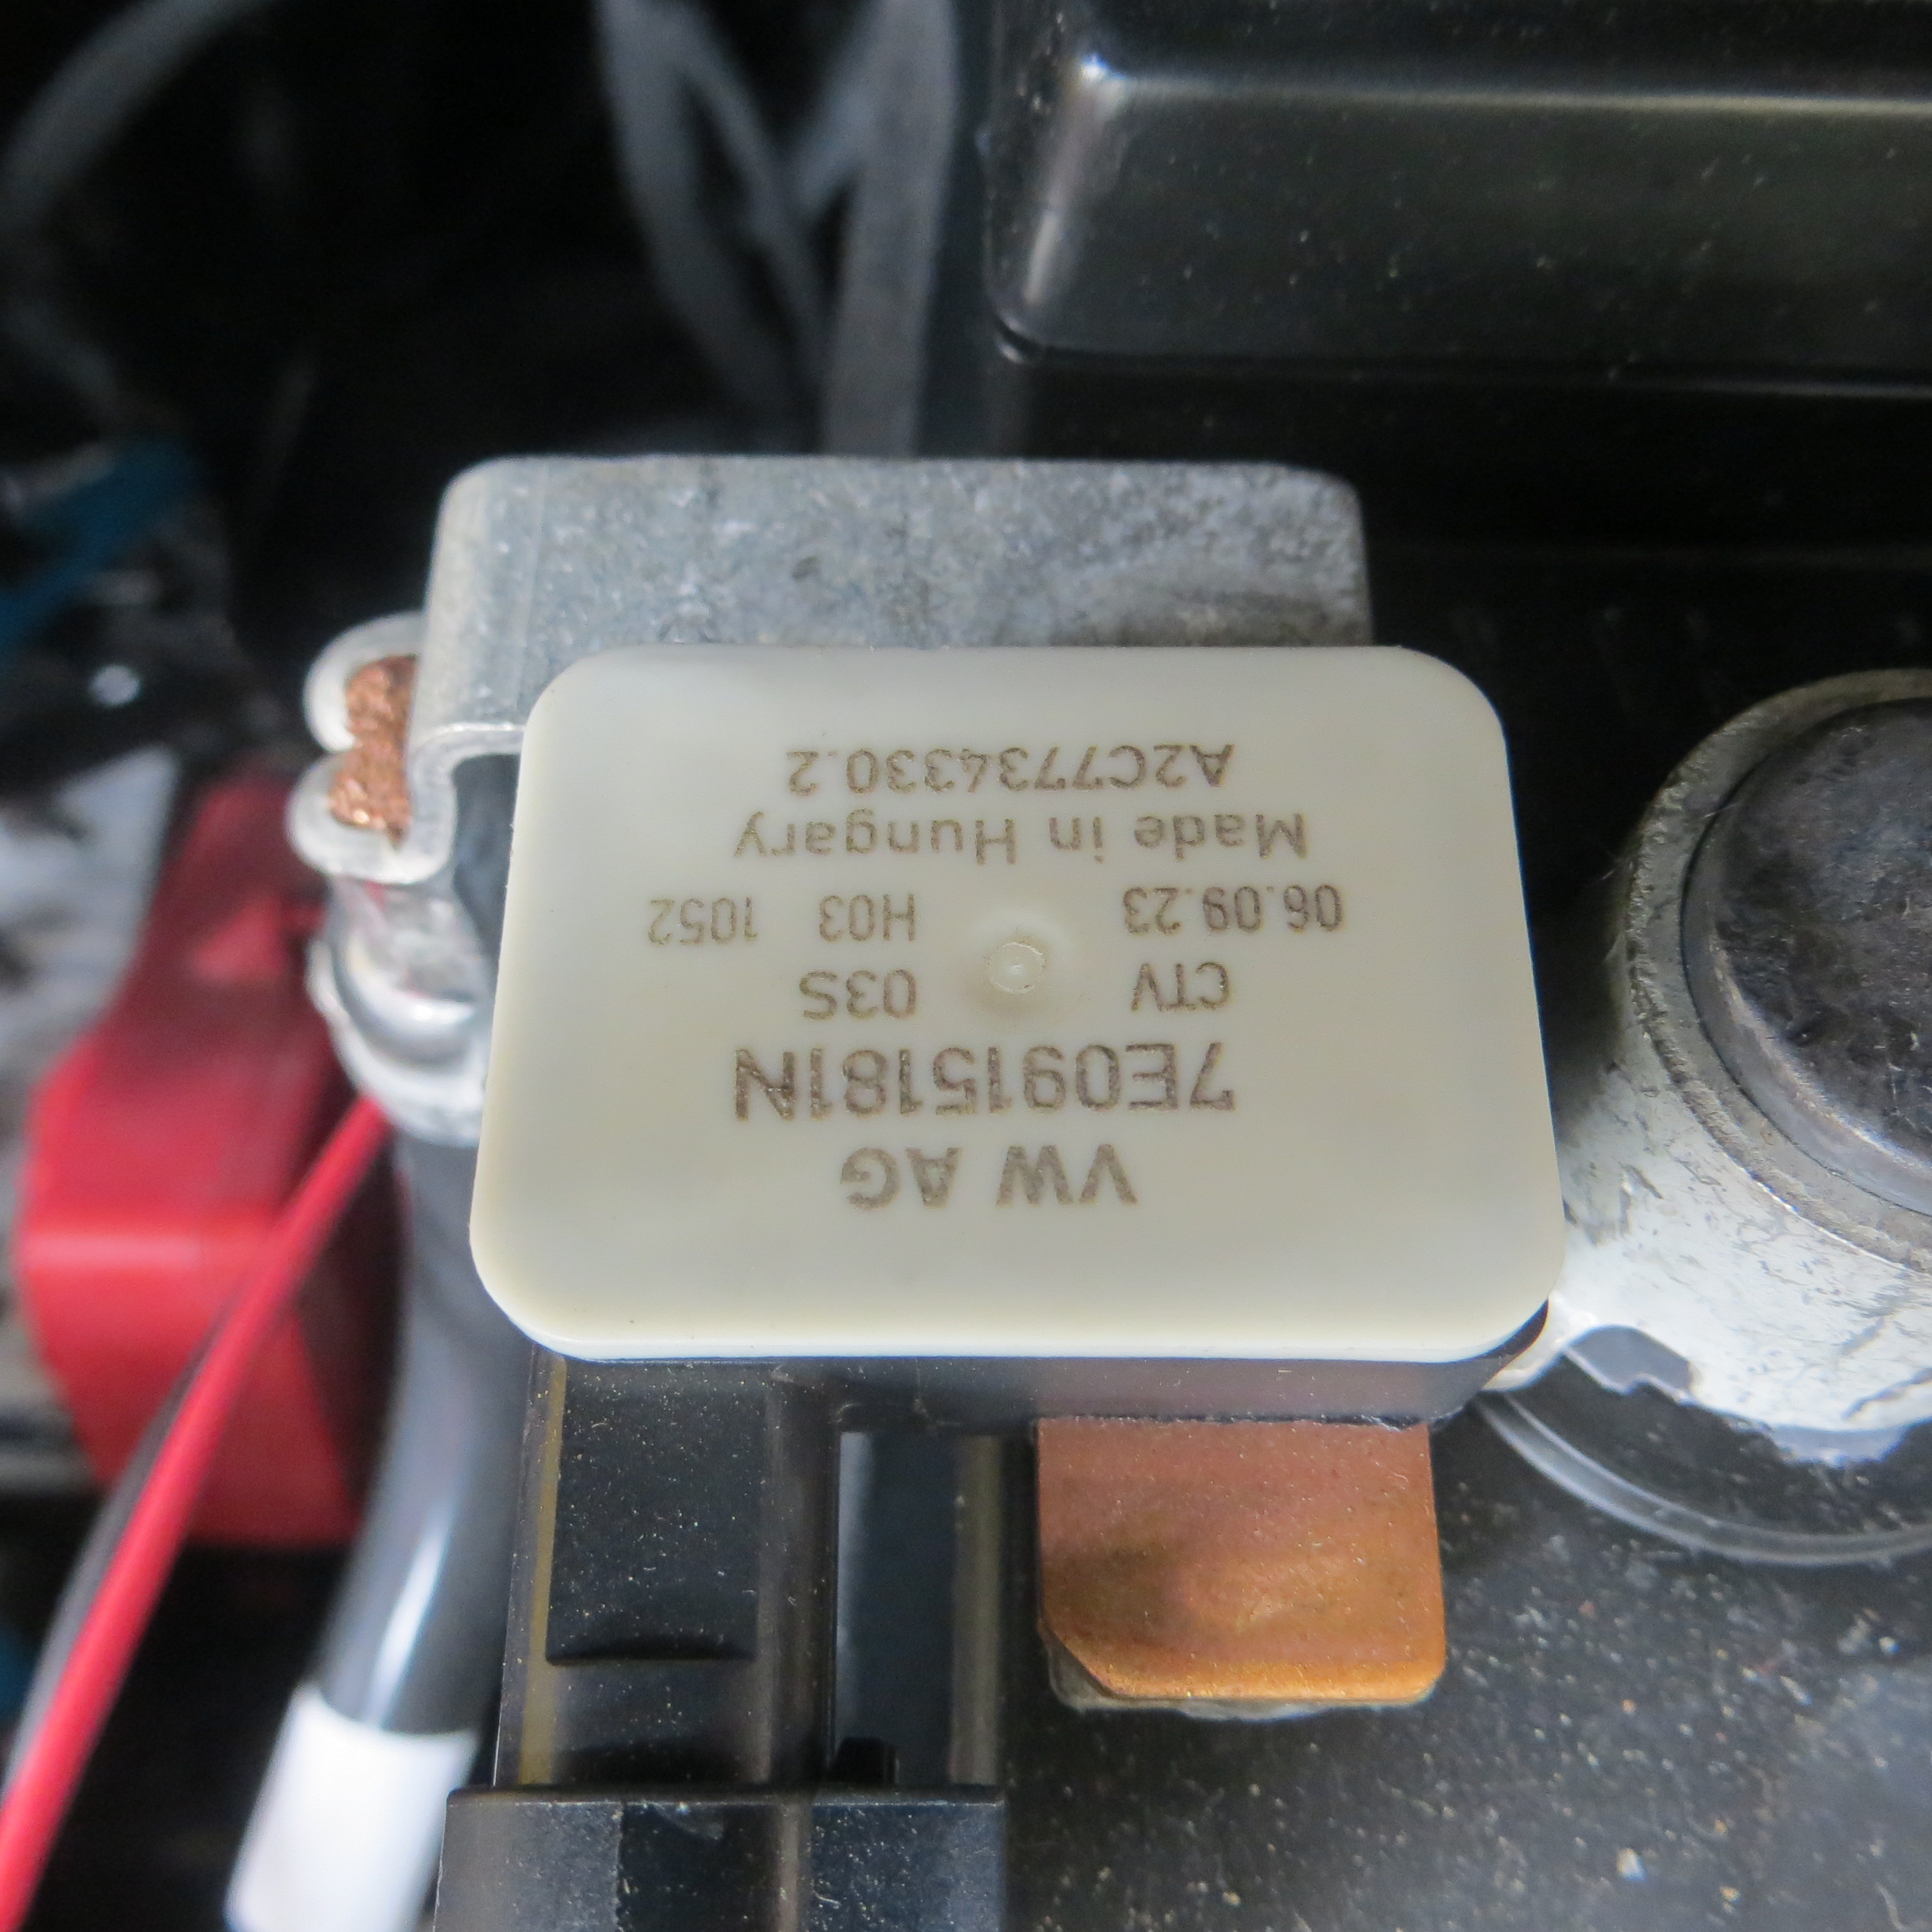 VW AG
7E0915181N
CTV 03S
06.09.23 H03 1052
Made in Hungary
A2C7734330.2